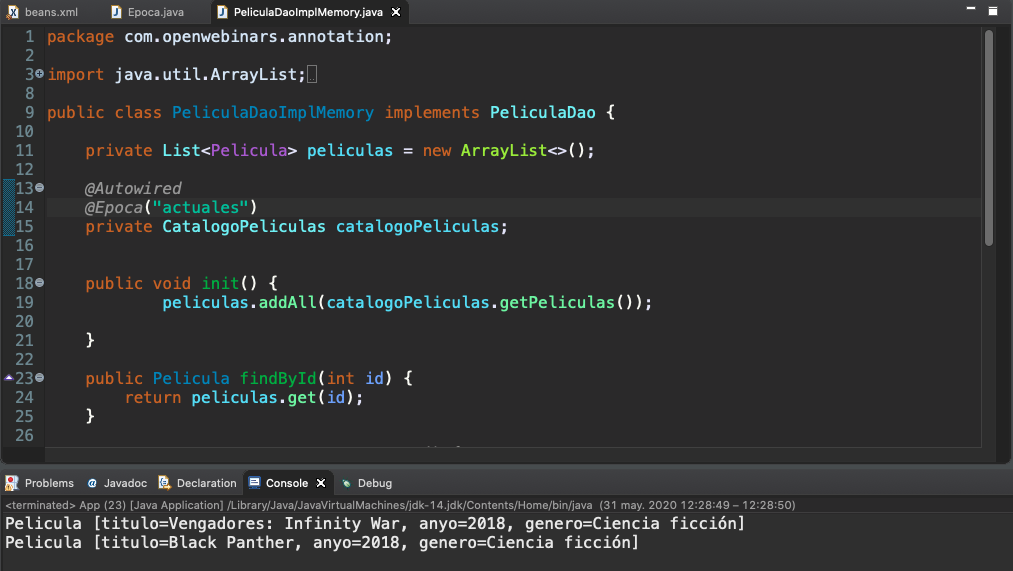 beans.xml Epoca.java PeliculaDaoImplMemory.java
1 package com.openwebinars.annotation;
2
3 import java.util.ArrayList;
8
9 public class PeliculaDaoImplMemory implements PeliculaDao {
10
11 private List<Pelicula> peliculas = new ArrayList<>();
12
13 @Autowired
14 @Epoca("actuales")
15 private CatalogoPeliculas catalogoPeliculas;
16
17
18 public void init() {
19 peliculas.addAll(catalogoPeliculas.getPeliculas());
20
21 }
22
23 public Pelicula findById(int id) {
24 return peliculas.get(id);
25 }
26
Problems Javadoc Declaration Console Debug
<terminated> App (23) [Java Application] /Library/Java/JavaVirtualMachines/jdk-14.jdk/Contents/Home/bin/java (31 may. 2020 12:28:49 – 12:28:50)
Pelicula [titulo=Vengadores: Infinity War, anyo=2018, genero=Ciencia ficción]
Pelicula [titulo=Black Panther, anyo=2018, genero=Ciencia ficción]